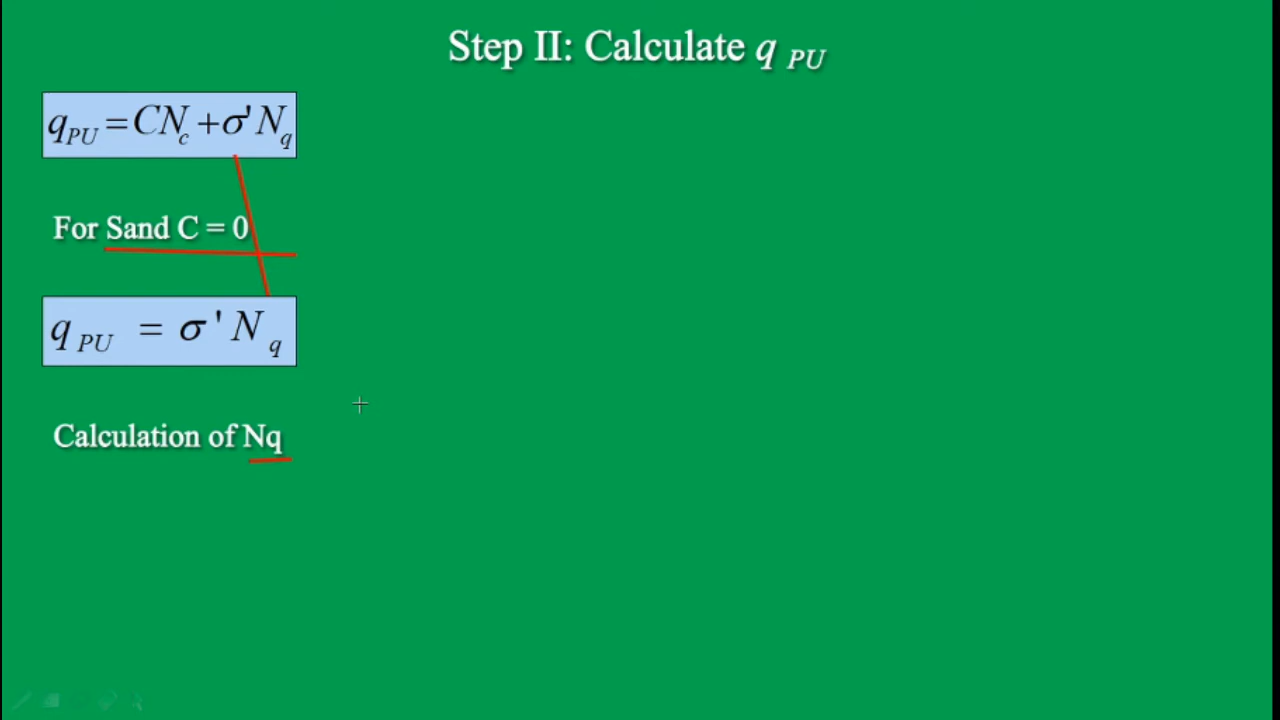 Step II: Calculate q PU
qPU = CNc + σ' Nq
For Sand C = 0
q PU = σ ' N q
Calculation of Nq